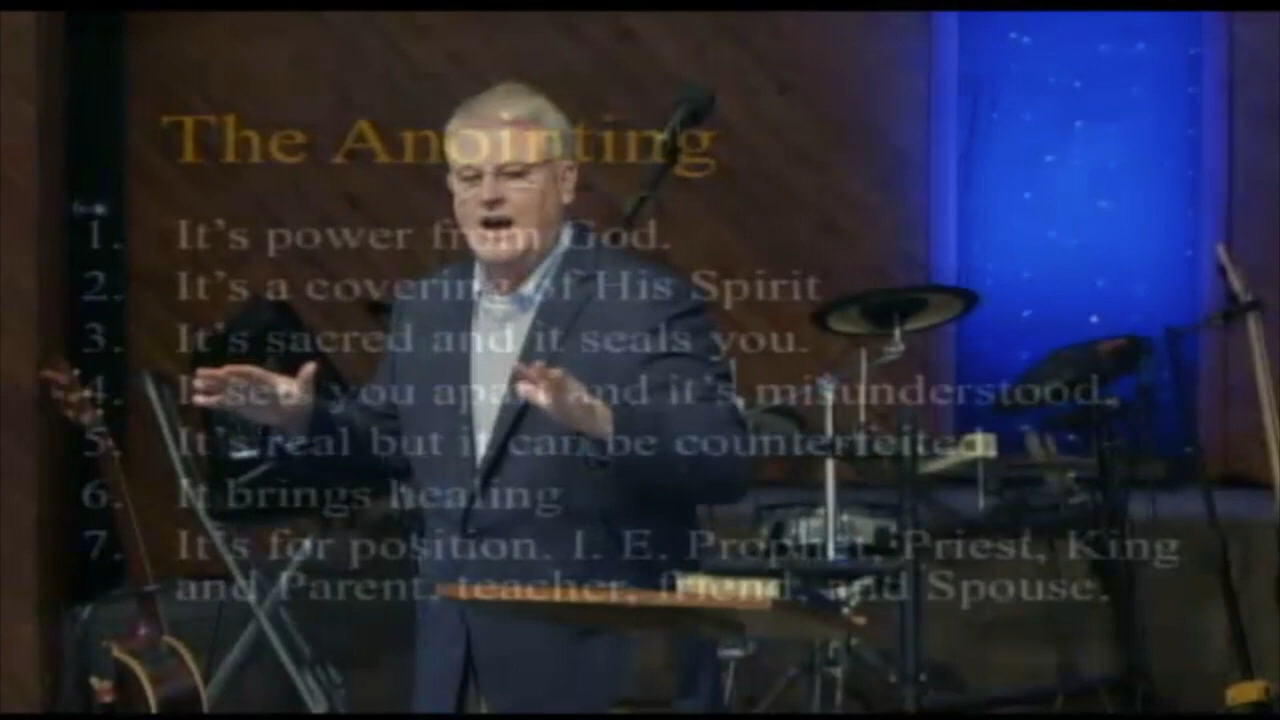 The Anointing
1. It's power from God.
2. It's a covering of His Spirit
3. It's sacred and it seals you.
4. It sets you apart and it's misunderstood.
5. It's real but it can be counterfeited.
6. It brings healing
7. It's for position. I. E. Prophet, Priest, King
and Parent, teacher, friend, and Spouse.